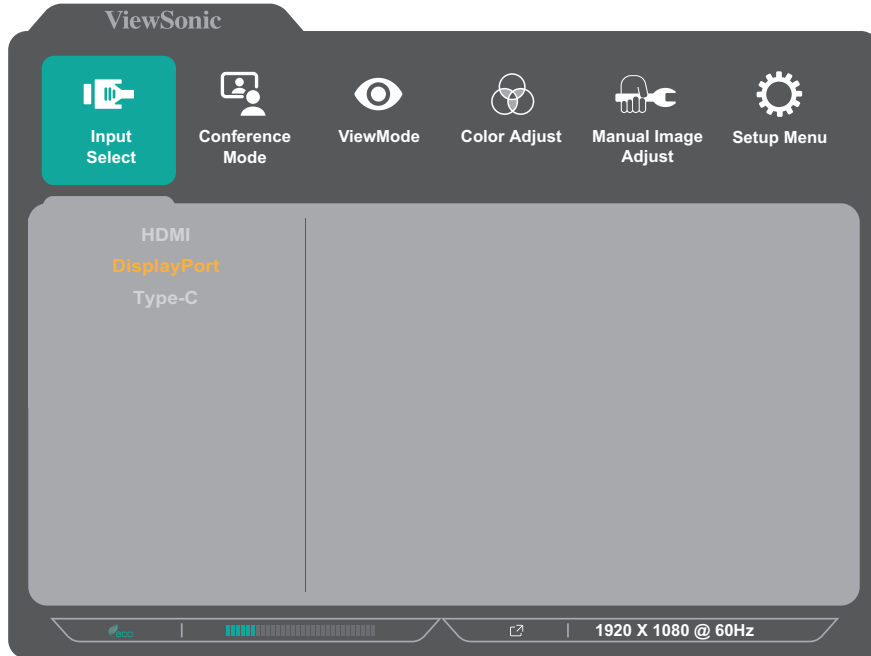 ViewSonic
Input Select
Conference Mode
ViewMode
Color Adjust
Manual Image Adjust
Setup Menu
HDMI
DisplayPort
Type-C
ECO
1920 X 1080 @ 60Hz